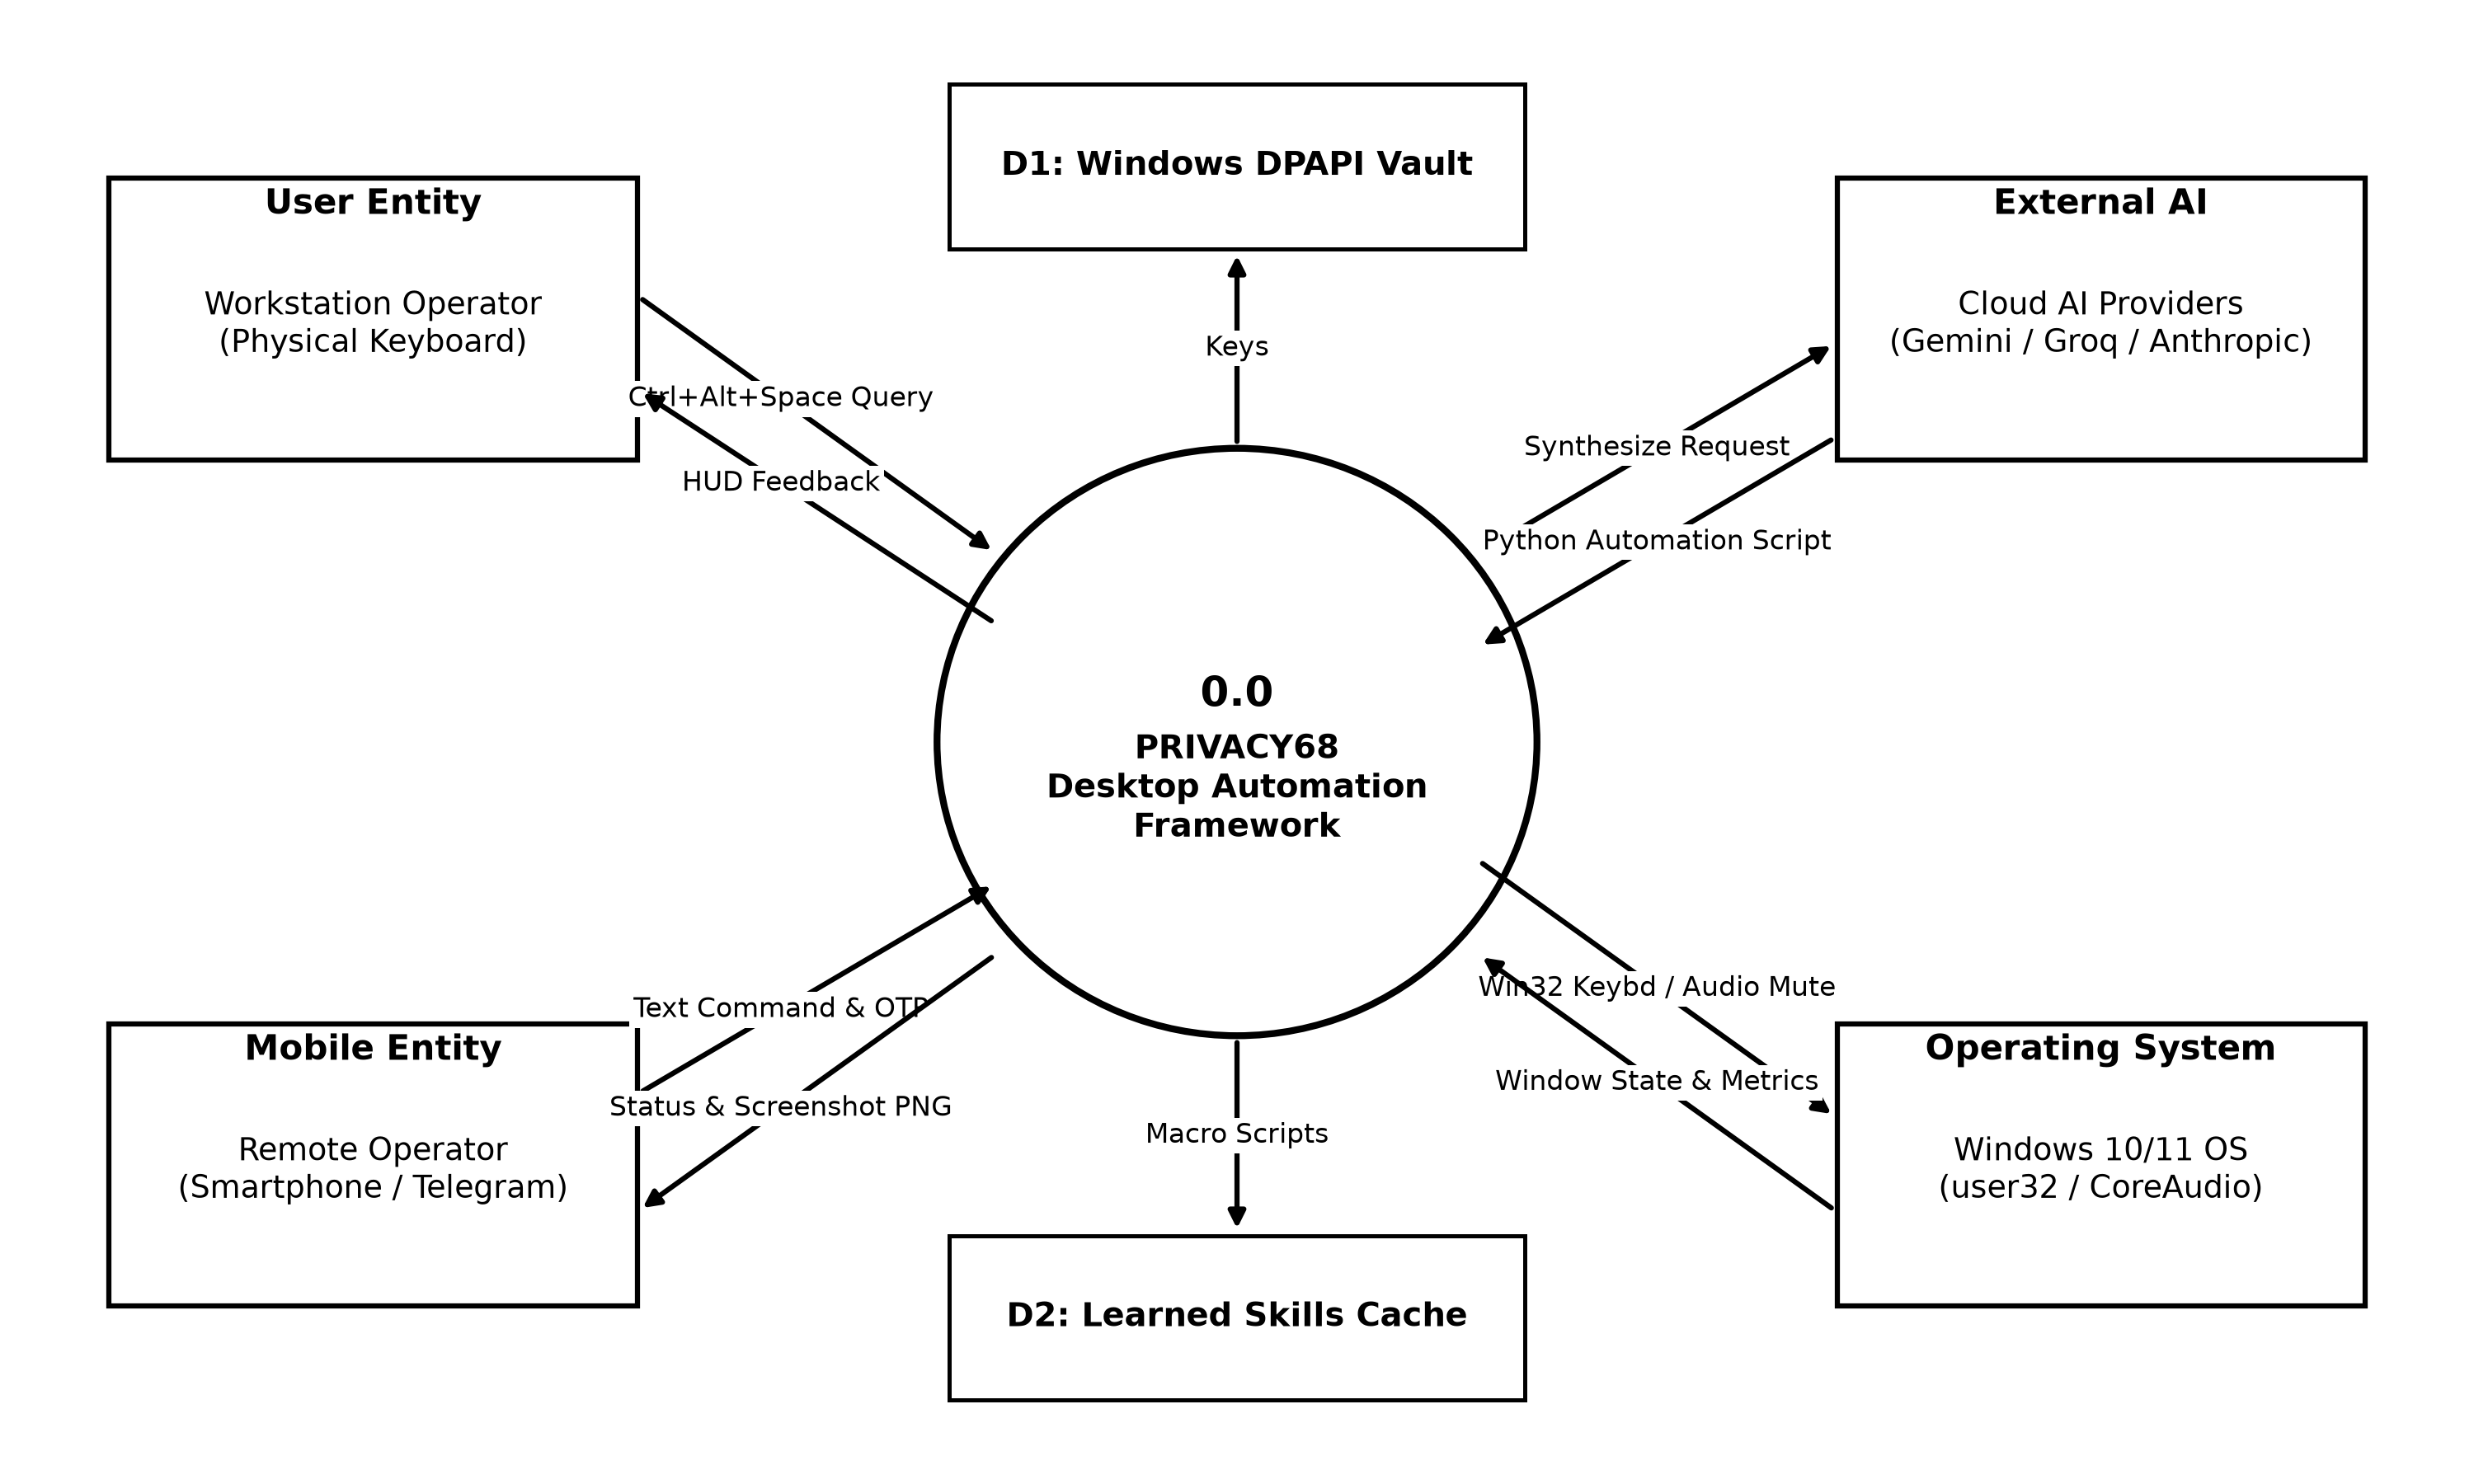 D1: Windows DPAPI Vault
User Entity
Workstation Operator
(Physical Keyboard)
External AI
Cloud AI Providers
(Gemini / Groq / Anthropic)
Keys
Ctrl+Alt+Space Query
HUD Feedback
Synthesize Request
Python Automation Script
0.0
PRIVACY68
Desktop Automation
Framework
Text Command & OTP
Status & Screenshot PNG
Win32 Keybd / Audio Mute
Window State & Metrics
Mobile Entity
Remote Operator
(Smartphone / Telegram)
Macro Scripts
Operating System
Windows 10/11 OS
(user32 / CoreAudio)
D2: Learned Skills Cache